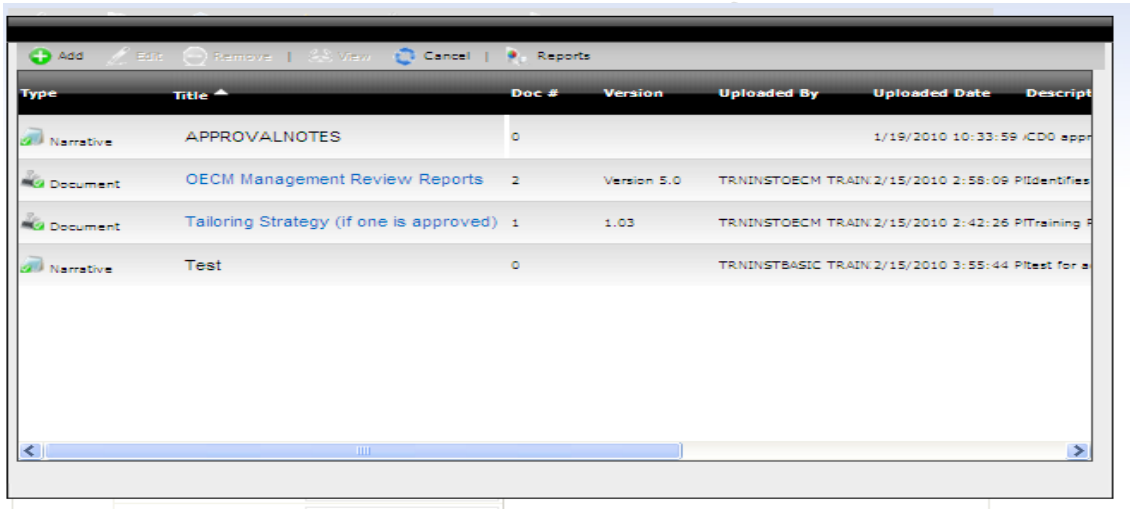 Add Edit Remove | View Cancel | Reports
Type Title Doc # Version Uploaded By Uploaded Date Descript
Narrative APPROVALNOTES 0 1/19/2010 10:33:59 CD0 appr
Document OECM Management Review Reports 2 Version 5.0 TRNINSTOECM TRAIN 2/15/2010 2:58:09 P Identifies
Document Tailoring Strategy (if one is approved) 1 1.03 TRNINSTOECM TRAIN 2/15/2010 2:42:26 P Training
Narrative Test 0 TRNINSTBASIC TRAIN 2/15/2010 3:55:44 P test for a